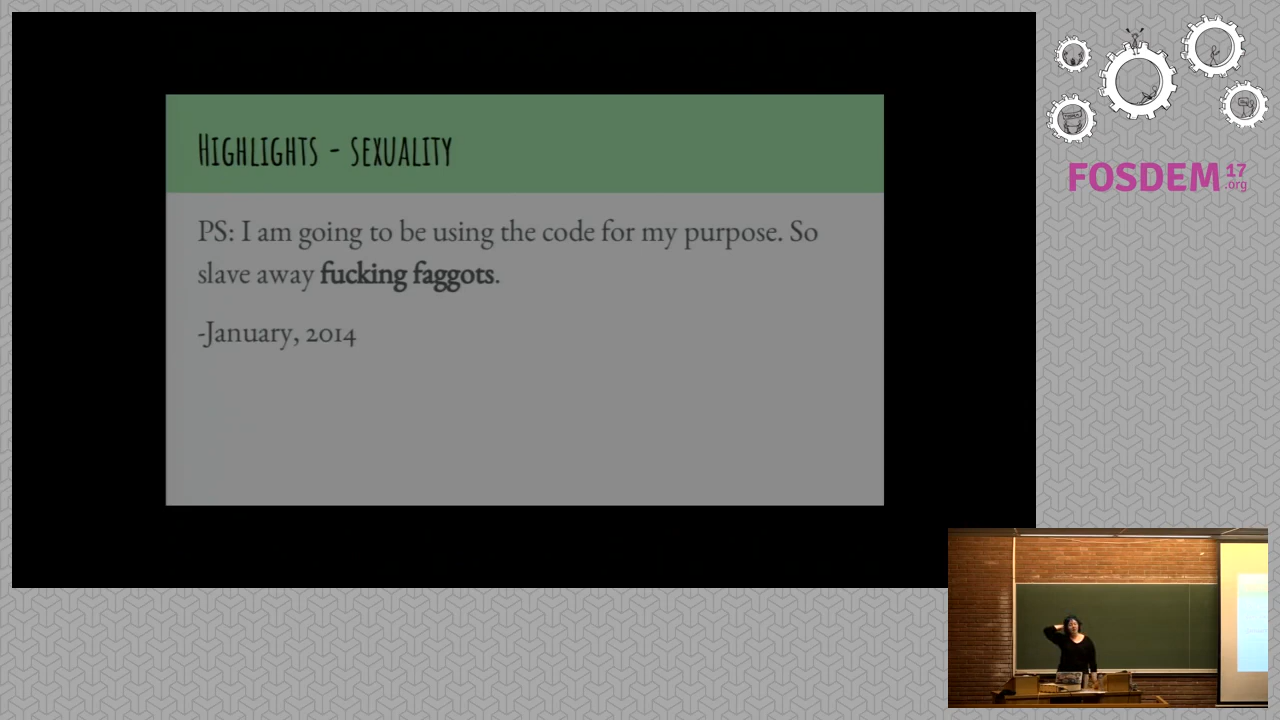 Highlights - sexuality
PS: I am going to be using the code for my purpose. So
slave away fucking faggots.
-January, 2014
FOSDEM 17
.org